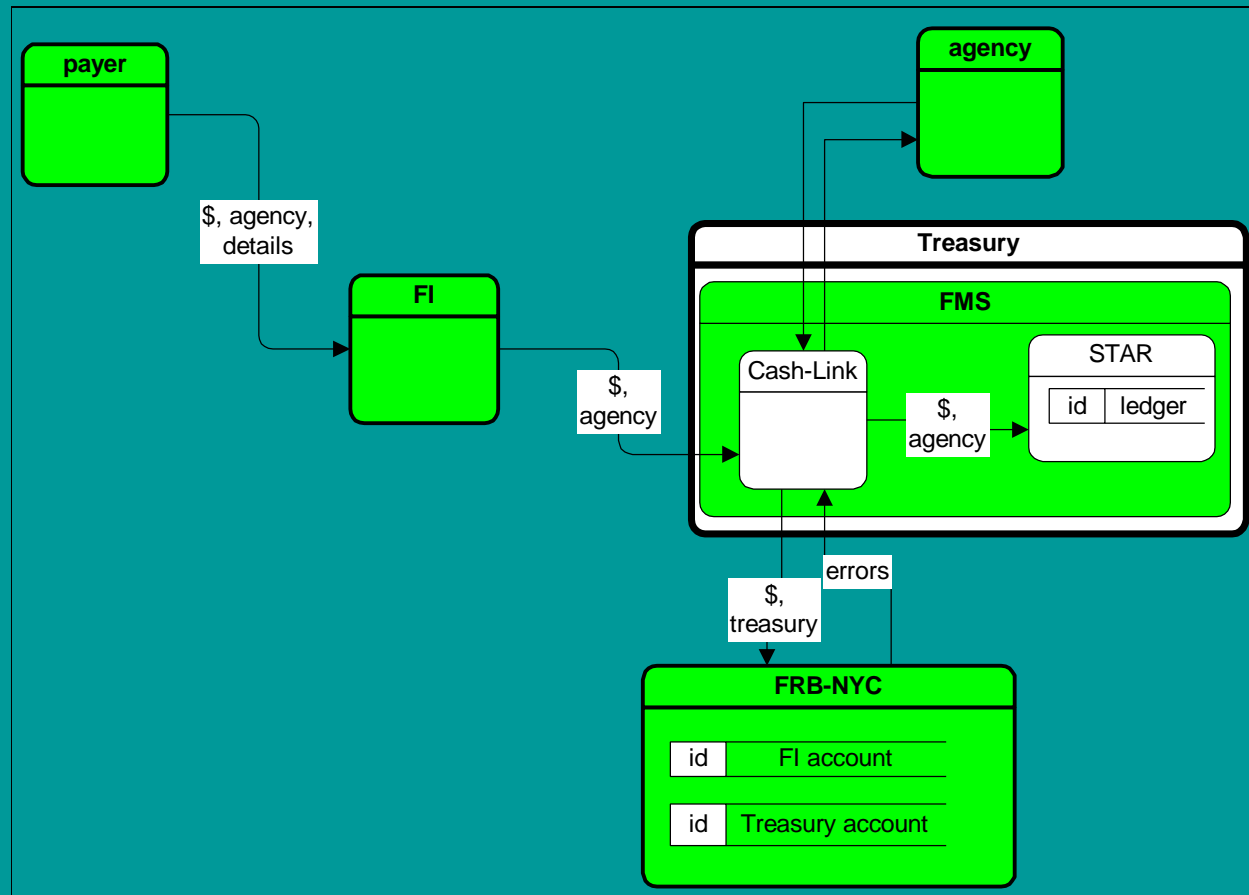 payer
agency
$, agency,
details
Treasury
FI
FMS
Cash-Link
STAR
id ledger
$,
agency
$,
agency
errors
$,
treasury
FRB-NYC
id FI account
id Treasury account